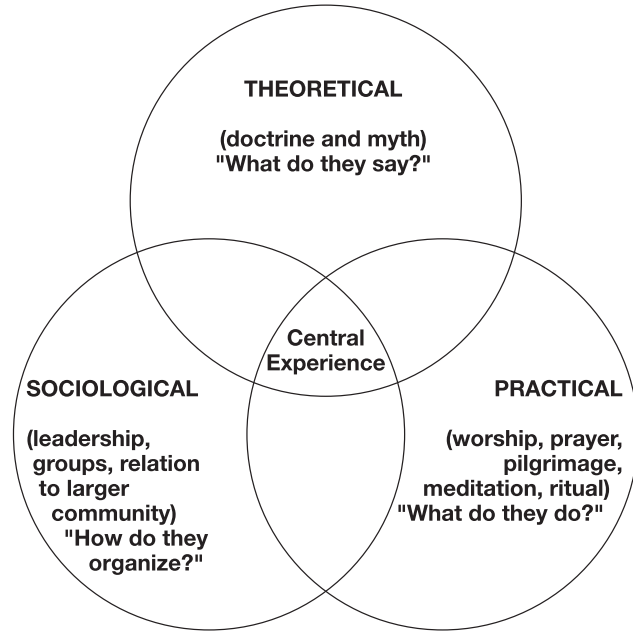 THEORETICAL
(doctrine and myth)
"What do they say?"
Central
Experience
SOCIOLOGICAL
(leadership,
groups, relation
to larger
community)
"How do they
organize?"
PRACTICAL
(worship, prayer,
pilgrimage,
meditation, ritual)
"What do they do?"